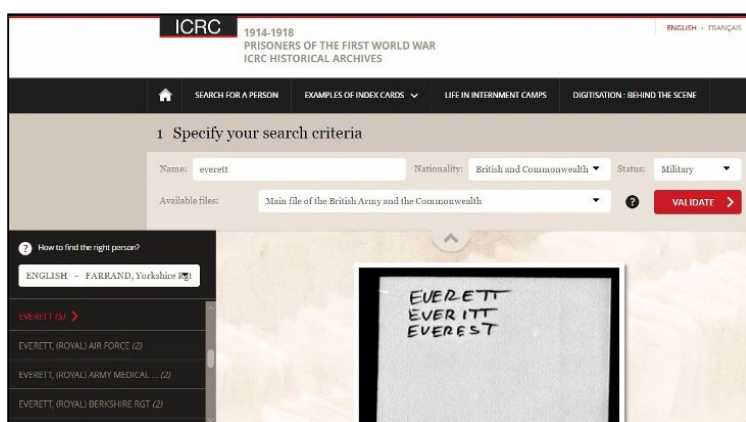 ICRC
1914-1918
PRISONERS OF THE FIRST WORLD WAR
ICRC HISTORICAL ARCHIVES
ENGLISH • FRANÇAIS
SEARCH FOR A PERSON EXAMPLES OF INDEX CARDS LIFE IN INTERNMENT CAMPS DIGITISATION : BEHIND THE SCENE
1 Specify your search criteria
Name: everett Nationality: British and Commonwealth Status: Military
Available files: Main file of the British Army and the Commonwealth ? VALIDATE
? How to find the right person?
ENGLISH - FARRAND, Yorkshire Rgt
EVERETT (5)
EVERETT, (ROYAL) AIR FORCE (2)
EVERETT, (ROYAL) ARMY MEDICAL ... (2)
EVERETT, (ROYAL) BERKSHIRE RGT (2)
EVERETT
EVERITT
EVEREST